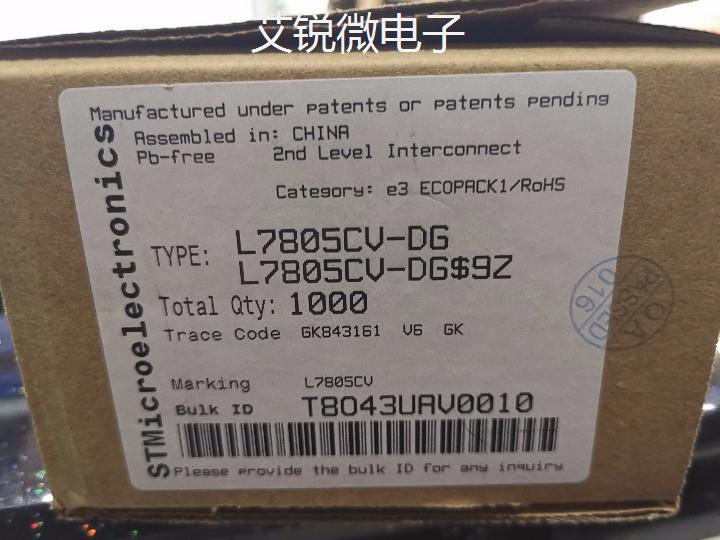 艾锐微电子
Manufactured under patents or patents pending
Assembled in: CHINA
Pb-free 2nd Level Interconnect
Category: e3 ECOPACK1/RoHS
STMicroelectronics
TYPE: L7805CV-DG
L7805CV-DG$9Z
Total Qty: 1000
Trace Code GK843161 V6 GK
Marking L7805CV
Bulk ID T8043UAV0010
Please provide the bulk ID for any inquiry
016
PASSED
Q.A